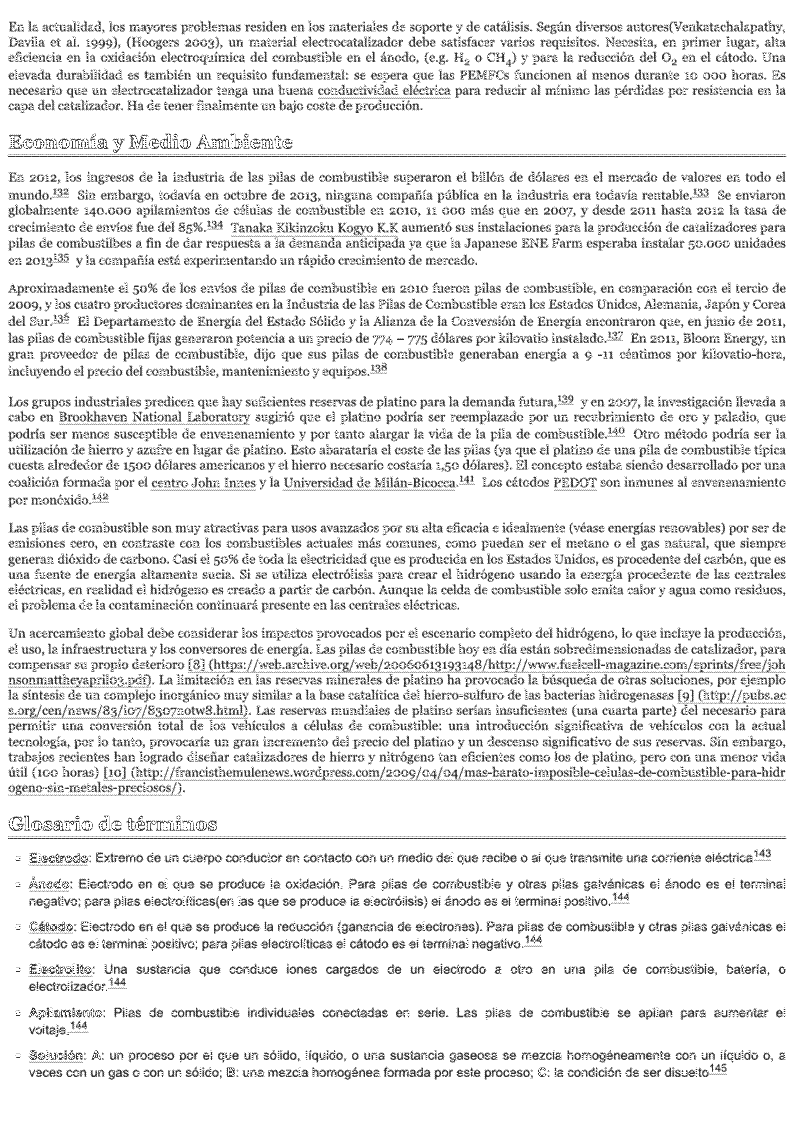 En la actualidad, los mayores problemas residen en los materiales de soporte y de catálisis. Según diversos autores(Venkatachalapathy,
Davila et al. 1999), (Hoogers 2003), un material electrocatalizador debe satisfacer varios requisitos. Necesita, en primer lugar, alta
eficiencia en la oxidación electroquímica del combustible en el ánodo, (e.g. H₂ o CH₄) y para la reducción del O₂ en el cátodo. Una
elevada durabilidad es también un requisito fundamental: se espera que las PEMFCs funcionen al menos durante 10 000 horas. Es
necesario que un electrocatalizador tenga una buena conductividad eléctrica para reducir al mínimo las pérdidas por resistencia en la
capa del catalizador. Ha de tener finalmente un bajo coste de producción.
Economía y Medio Ambiente
En 2012, los ingresos de la industria de las pilas de combustible superaron el billón de dólares en el mercado de valores en todo el
mundo.132 Sin embargo, todavía en octubre de 2013, ninguna compañía pública en la industria era todavía rentable.133 Se enviaron
globalmente 140.000 apilamientos de células de combustible en 2010, 11 000 más que en 2007, y desde 2011 hasta 2012 la tasa de
crecimiento de envíos fue del 85%.134 Tanaka Kikinzoku Kogyo K.K aumentó sus instalaciones para la producción de catalizadores para
pilas de combustilbes a fin de dar respuesta a la demanda anticipada ya que la Japanese ENE Farm esperaba instalar 50.000 unidades
en 2013135 y la compañía está experimentando un rápido crecimiento de mercado.
Aproximadamente el 50% de los envíos de pilas de combustible en 2010 fueron pilas de combustible, en comparación con el tercio de
2009, y los cuatro productores dominantes en la Industria de las Pilas de Combustible eran los Estados Unidos, Alemania, Japón y Corea
del Sur.136 El Departamento de Energía del Estado Sólido y la Alianza de la Conversión de Energía encontraron que, en junio de 2011,
las pilas de combustible fijas generaron potencia a un precio de 774 – 775 dólares por kilovatio instalado.137 En 2011, Bloom Energy, un
gran proveedor de pilas de combustible, dijo que sus pilas de combustible generaban energía a 9 -11 céntimos por kilovatio-hora,
incluyendo el precio del combustible, mantenimiento y equipos.138
Los grupos industriales predicen que hay suficientes reservas de platino para la demanda futura,139 y en 2007, la investigación llevada a
cabo en Brookhaven National Laboratory sugirió que el platino podría ser reemplazado por un recubrimiento de oro y paladio, que
podría ser menos susceptible de envenenamiento y por tanto alargar la vida de la pila de combustible.140 Otro método podría ser la
utilización de hierro y azufre en lugar de platino. Esto abarataría el coste de las pilas (ya que el platino de una pila de combustible típica
cuesta alrededor de 1500 dólares americanos y el hierro necesario costaría 1,50 dólares). El concepto estaba siendo desarrollado por una
coalición formada por el centro John Innes y la Universidad de Milán-Bicocca.141 Los cátodos PEDOT son inmunes al envenenamiento
por monóxido.142
Las pilas de combustible son muy atractivas para usos avanzados por su alta eficacia e idealmente (véase energías renovables) por ser de
emisiones cero, en contraste con los combustibles actuales más comunes, como puedan ser el metano o el gas natural, que siempre
generan dióxido de carbono. Casi el 50% de toda la electricidad que es producida en los Estados Unidos, es procedente del carbón, que es
una fuente de energía altamente sucia. Si se utiliza electrólisis para crear el hidrógeno usando la energía procedente de las centrales
eléctricas, en realidad el hidrógeno es creado a partir de carbón. Aunque la celda de combustible solo emita calor y agua como residuos,
el problema de la contaminación continuará presente en las centrales eléctricas.
Un acercamiento global debe considerar los impactos provocados por el escenario completo del hidrógeno, lo que incluye la producción,
el uso, la infraestructura y los conversores de energía. Las pilas de combustible hoy en día están sobredimensionadas de catalizador, para
compensar su propio deterioro [8] (https://web.archive.org/web/20060613193148/http://www.fuelcell-magazine.com/eprints/free/joh
nsonmattheyapril03.pdf). La limitación en las reservas minerales de platino ha provocado la búsqueda de otras soluciones, por ejemplo
la síntesis de un complejo inorgánico muy similar a la base catalítica del hierro-sulfuro de las bacterias hidrogenasas [9] (http://pubs.ac
s.org/cen/news/83/i07/8307notw8.html). Las reservas mundiales de platino serían insuficientes (una cuarta parte) del necesario para
permitir una conversión total de los vehículos a células de combustible: una introducción significativa de vehículos con la actual
tecnología, por lo tanto, provocaría un gran incremento del precio del platino y un descenso significativo de sus reservas. Sin embargo,
trabajos recientes han logrado diseñar catalizadores de hierro y nitrógeno tan eficientes como los de platino, pero con una menor vida
útil (100 horas) [10] (http://francisthemulenews.wordpress.com/2009/04/04/mas-barato-imposible-celulas-de-combustible-para-hidr
ogeno-sin-metales-preciosos/).
Glosario de términos
▫ Electrodo: Extremo de un cuerpo conductor en contacto con un medio del que recibe o al que transmite una corriente eléctrica143
▫ Ánodo: Electrodo en el que se produce la oxidación. Para pilas de combustible y otras pilas galvánicas el ánodo es el terminal
negativo; para pilas electrolíticas(en las que se produce la electrólisis) el ánodo es el terminal positivo.144
▫ Cátodo: Electrodo en el que se produce la reducción (ganancia de electrones). Para pilas de combustible y otras pilas galvánicas el
cátodo es el terminal positivo; para pilas electrolíticas el cátodo es el terminal negativo.144
▫ Electrolito: Una sustancia que conduce iones cargados de un electrodo a otro en una pila de combustible, batería, o
electrolizador.144
▫ Apilamiento: Pilas de combustible individuales conectadas en serie. Las pilas de combustible se apilan para aumentar el
voltaje.144
▫ Solución: A: un proceso por el que un sólido, líquido, o una sustancia gaseosa se mezcla homogéneamente con un líquido o, a
veces con un gas o con un sólido; B: una mezcla homogénea formada por este proceso; C: la condición de ser disuelto145